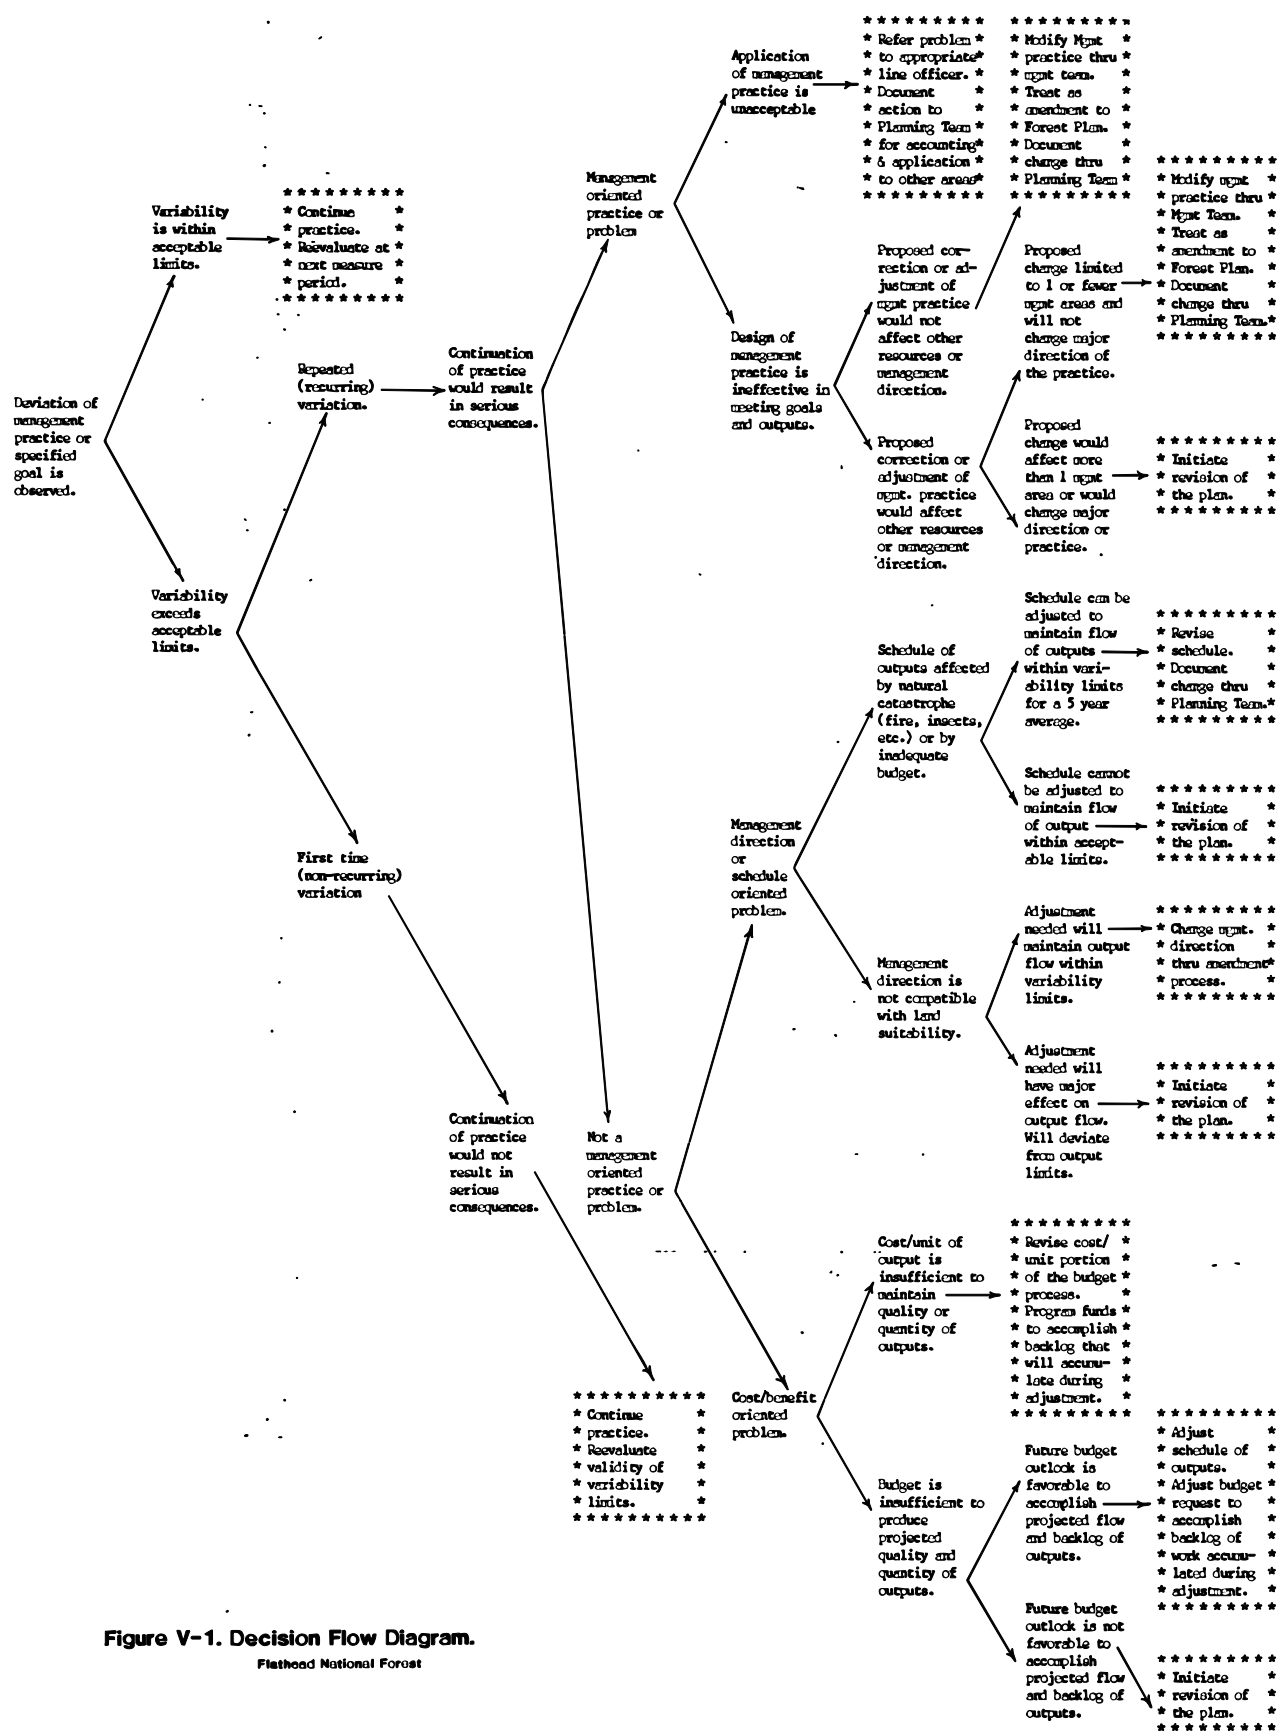 Deviation of
management
practice or
specified
goal is
observed.
Variability
is within
acceptable
limits.
* * * * * * * * *
* Continue *
* practice. *
* Reevaluate at *
* next measure *
* period. *
* * * * * * * * *
Variability
exceeds
acceptable
limits.
Repeated
(recurring)
variation.
First time
(non-recurring)
variation
Continuation
of practice
would result
in serious
consequences.
Continuation
of practice
would not
result in
serious
consequences.
* * * * * * * * * *
* Continue *
* practice. *
* Reevaluate *
* validity of *
* variability *
* limits. *
* * * * * * * * * *
Management
oriented
practice or
problem
Not a
management
oriented
practice or
problem.
Application
of management
practice is
unacceptable
* * * * * * * * *
* Refer problem *
* to appropriate*
* line officer. *
* Document *
* action to *
* Planning Team *
* for accounting*
* & application *
* to other areas*
* * * * * * * * *
Design of
management
practice is
ineffective in
meeting goals
and outputs.
Proposed cor-
rection or ad-
justment of
mgmt practice
would not
affect other
resources or
management
direction.
* * * * * * * * *
* Modify Mgmt *
* practice thru *
* mgmt team. *
* Treat as *
* amendment to *
* Forest Plan. *
* Document *
* change thru *
* Planning Team *
* * * * * * * * *
Proposed
correction or
adjustment of
mgmt. practice
would affect
other resources
or management
direction.
Proposed
change limited
to 1 or fewer
mgmt areas and
will not
change major
direction of
the practice.
* * * * * * * * *
* Modify mgmt *
* practice thru *
* Mgmt Team. *
* Treat as *
* amendment to *
* Forest Plan. *
* Document *
* change thru *
* Planning Team.*
* * * * * * * * *
Proposed
change would
affect more
than 1 mgmt
area or would
change major
direction or
practice.
* * * * * * * * *
* Initiate *
* revision of *
* the plan. *
* * * * * * * * *
Management
direction
or
schedule
oriented
problem.
Schedule of
outputs affected
by natural
catastrophe
(fire, insects,
etc.) or by
inadequate
budget.
Schedule can be
adjusted to
maintain flow
of outputs
within vari-
ability limits
for a 5 year
average.
* * * * * * * * *
* Revise *
* schedule. *
* Document *
* change thru *
* Planning Team.*
* * * * * * * * *
Schedule cannot
be adjusted to
maintain flow
of output
within accept-
able limits.
* * * * * * * * *
* Initiate *
* revision of *
* the plan. *
* * * * * * * * *
Management
direction is
not compatible
with land
suitability.
Adjustment
needed will
maintain output
flow within
variability
limits.
* * * * * * * * *
* Change mgmt. *
* direction *
* thru amendment*
* process. *
* * * * * * * * *
Adjustment
needed will
have major
effect on
output flow.
Will deviate
from output
limits.
* * * * * * * * *
* Initiate *
* revision of *
* the plan. *
* * * * * * * * *
Cost/benefit
oriented
problem.
Cost/unit of
output is
insufficient to
maintain
quality or
quantity of
outputs.
* * * * * * * * *
* Revise cost/ *
* unit portion *
* of the budget *
* process. *
* Program funds *
* to accomplish *
* backlog that *
* will accumu- *
* late during *
* adjustment. *
* * * * * * * * *
Budget is
insufficient to
produce
projected
quality and
quantity of
outputs.
Future budget
outlook is
favorable to
accomplish
projected flow
and backlog of
outputs.
* * * * * * * * *
* Adjust *
* schedule of *
* outputs. *
* Adjust budget *
* request to *
* accomplish *
* backlog of *
* work accumu- *
* lated during *
* adjustment. *
* * * * * * * * *
Future budget
outlook is not
favorable to
accomplish
projected flow
and backlog of
outputs.
* * * * * * * * *
* Initiate *
* revision of *
* the plan. *
* * * * * * * * *
Figure V-1. Decision Flow Diagram.
Flathead National Forest